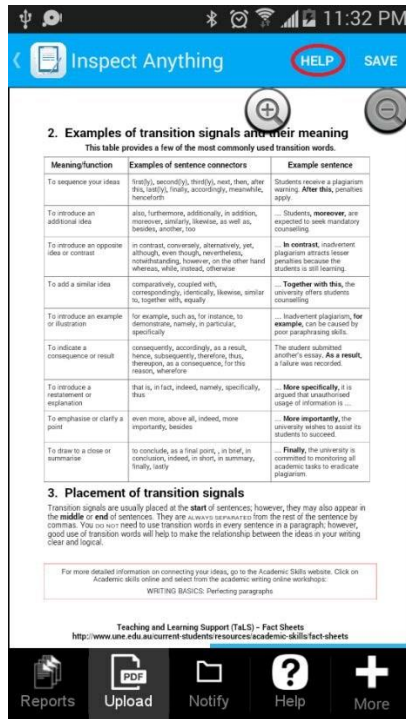 11:32 PM
Inspect Anything
HELP
SAVE
2. Examples of transition signals and their meaning
This table provides a few of the most commonly used transition words.
Meaning/function Examples of sentence connectors Example sentence
To sequence your ideas
first(ly), second(ly), third(ly), next, then, after
this, last(ly), finally, accordingly, meanwhile,
henceforth
Students receive a plagiarism
warning. After this, penalties
apply.
To introduce an
additional idea
also, furthermore, additionally, in addition,
moreover, similarly, likewise, as well as,
besides, another, too
.... Students, moreover, are
expected to seek mandatory
counselling.
To introduce an opposite
idea or contrast
in contrast, conversely, alternatively, yet,
although, even though, nevertheless,
notwithstanding, however, on the other hand
whereas, while, instead, otherwise
.... In contrast, inadvertent
plagiarism attracts lesser
penalties because the
students is still learning.
To add a similar idea
comparatively, coupled with,
correspondingly, identically, likewise, similar
to, together with, equally
.... Together with this, the
university offers students
counselling
To introduce an example
or illustration
for example, such as, for instance, to
demonstrate, namely, in particular,
specifically
.... Inadvertent plagiarism, for
example, can be caused by
poor paraphrasing skills.
To indicate a
consequence or result
consequently, accordingly, as a result,
hence, subsequently, therefore, thus,
thereupon, as a consequence, for this
reason, wherefore
The student submitted
another's essay. As a result,
a failure was recorded.
To introduce a
restatement or
explanation
that is, in fact, indeed, namely, specifically,
thus
.... More specifically, it is
argued that unauthorised
usage of information is ....
To emphasise or clarify a
point
even more, above all, indeed, more
importantly, besides
.... More importantly, the
university wishes to assist its
students to succeed.
To draw to a close or
summarise
to conclude, as a final point, , in brief, in
conclusion, indeed, in short, in summary,
finally, lastly
.... Finally, the university is
committed to monitoring all
academic tasks to eradicate
plagiarism.
3. Placement of transition signals
Transition signals are usually placed at the start of sentences; however, they may also appear in
the middle or end of sentences. They are ALWAYS SEPARATED from the rest of the sentence by
commas. You DO NOT need to use transition words in every sentence in a paragraph; however,
good use of transition words will help to make the relationship between the ideas in your writing
clear and logical.
For more detailed information on connecting your ideas, go to the Academic Skills website. Click on
Academic skills online and select from the academic writing online workshops:
WRITING BASICS: Perfecting paragraphs
Teaching and Learning Support (TaLS) – Fact Sheets
http://www.une.edu.au/current-students/resources/academic-skills/fact-sheets
PDF
Reports
Upload
Notify
Help
More